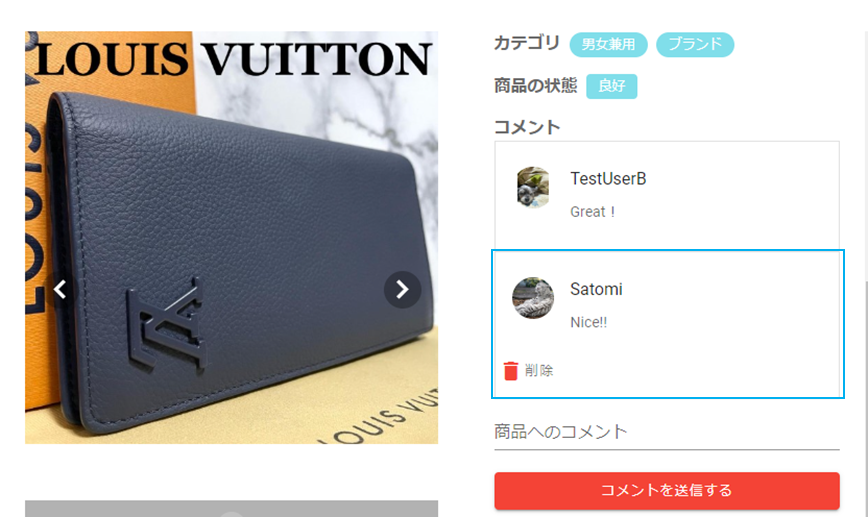 LOUIS VUITTON
LOUIS VUI
カテゴリ 男女兼用 ブランド
商品の状態 良好
コメント
TestUserB
Great！
Satomi
Nice!!
削除
商品へのコメント
コメントを送信する